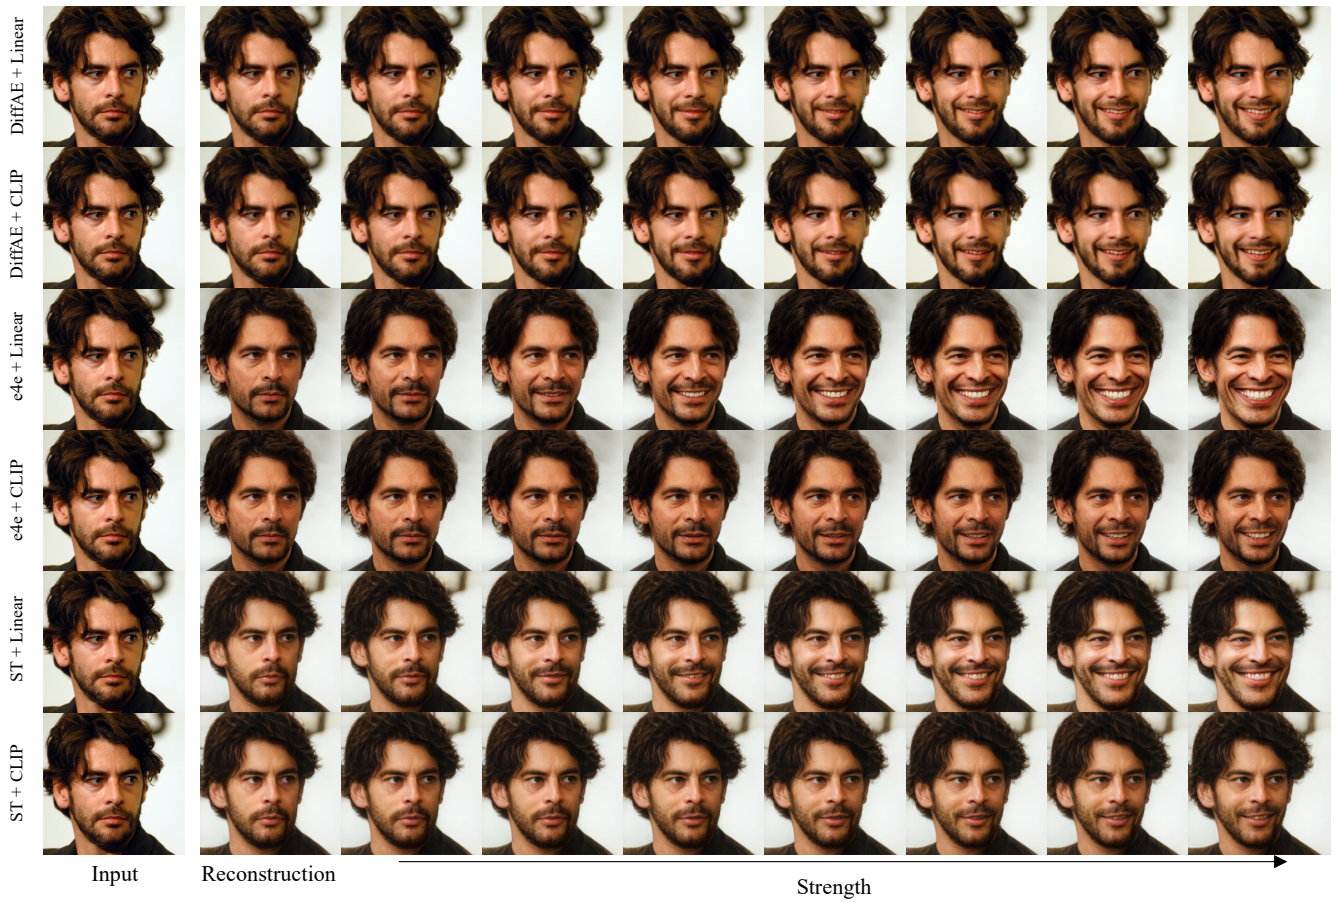 DiffAE + Linear
DiffAE + CLIP
e4e + Linear
e4e + CLIP
ST + Linear
ST + CLIP
Input
Reconstruction
Strength